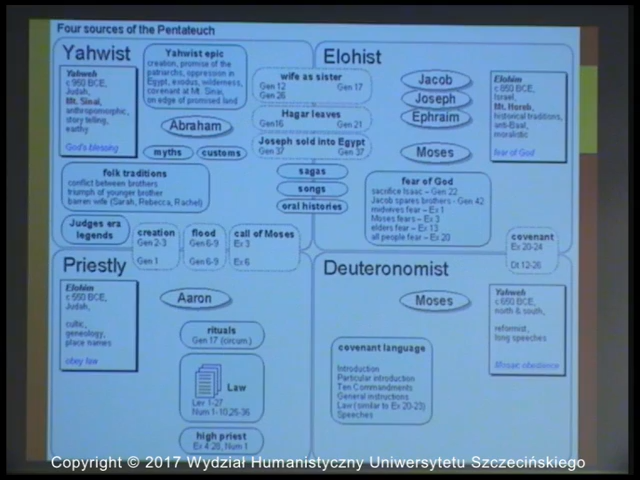 Four sources of the Pentateuch
Yahwist
Yahweh
c 950 BCE,
Judah,
Mt. Sinai,
anthropomorphic,
story telling,
earthy
God's blessing
Yahwist epic
creation, promise of the
patriarchs, oppression in
Egypt, exodus, wilderness,
covenant at Mt. Sinai,
on edge of promised land
Abraham
myths
customs
folk traditions
conflict between brothers
triumph of younger brother
barren wife (Sarah, Rebecca, Rachel)
Judges era
legends
wife as sister
Gen 12 Gen 17
Gen 26
Hagar leaves
Gen16 Gen 21
Joseph sold into Egypt
Gen 37 Gen 37
sagas
songs
oral histories
Elohist
Jacob
Joseph
Ephraim
Moses
Elohim
c 850 BCE,
Israel,
Mt. Horeb,
historical traditions,
anti-Baal,
moralistic
fear of God
fear of God
sacrifice Isaac - Gen 22
Jacob spares brothers - Gen 42
midwives fear - Ex 1
Moses fears - Ex 3
elders fear - Ex 13
all people fear - Ex 20
creation
Gen 2-3
Gen 1
flood
Gen 6-9
Gen 6-9
call of Moses
Ex 3
Ex 6
covenant
Ex 20-24
Dt 12-26
Priestly
Elohim
c 550 BCE,
Judah,
cultic,
geneology,
place names
obey law
Aaron
rituals
Gen 17 (circum.)
Law
Lev 1-27
Num 1-10,25-36
high priest
Ex 4:28, Num 1
Deuteronomist
Moses
Yahweh
c 650 BCE,
north & south,
reformist,
long speeches
Mosaic obedience
covenant language
Introduction
Particular introduction
Ten Commandments
General instructions
Law (similar to Ex 20-23)
Speeches
Copyright © 2017 Wydział Humanistyczny Uniwersytetu Szczecińskiego